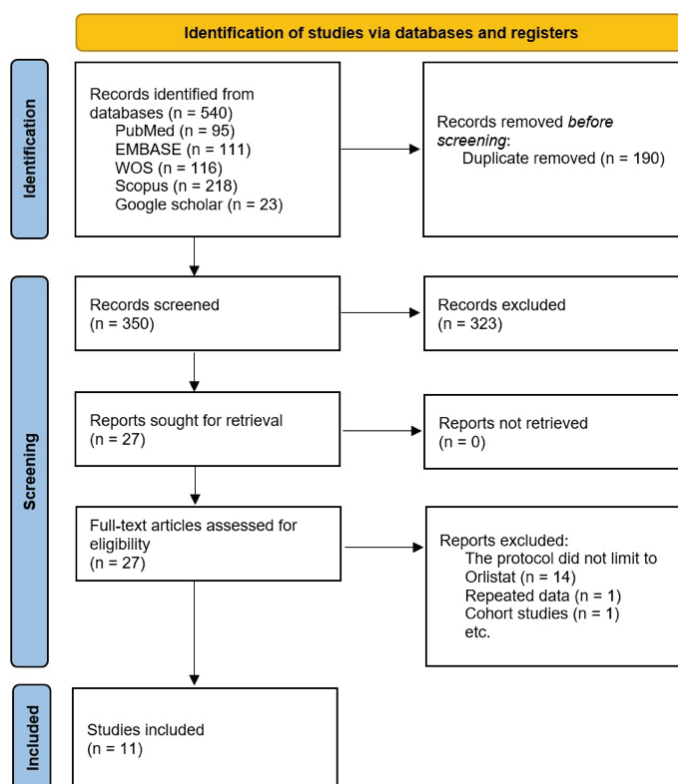 Identification of studies via databases and registers
Identification
Records identified from
databases (n = 540)
PubMed (n = 95)
EMBASE (n = 111)
WOS (n = 116)
Scopus (n = 218)
Google scholar (n = 23)
Records removed before
screening:
Duplicate removed (n = 190)
Screening
Records screened
(n = 350)
Records excluded
(n = 323)
Reports sought for retrieval
(n = 27)
Reports not retrieved
(n = 0)
Full-text articles assessed for
eligibility
(n = 27)
Reports excluded:
The protocol did not limit to
Orlistat (n = 14)
Repeated data (n = 1)
Cohort studies (n = 1)
etc.
Included
Studies included
(n = 11)